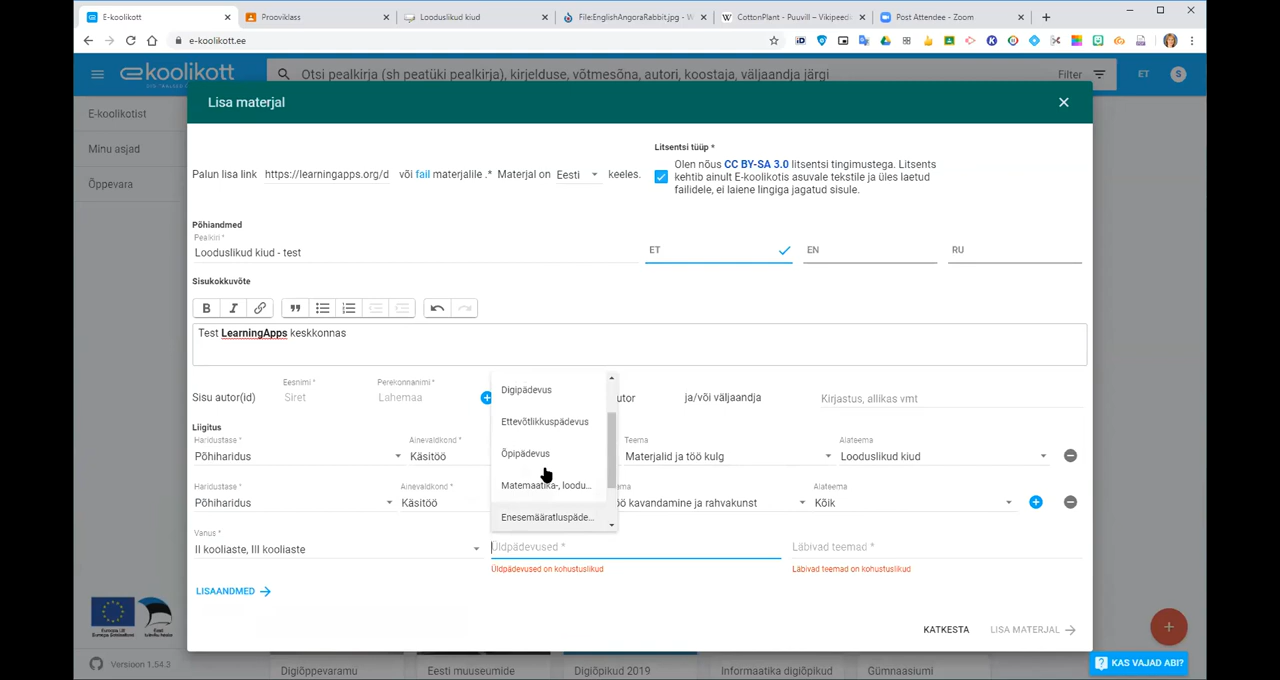 E-koolikott
Prooviklass
Looduslikud kiud
File:EnglishAngoraRabbit.jpg - W
CottonPlant - Puuvill – Vikipeed
Post Attendee - Zoom
e-koolikott.ee
ekoolikott
Otsi pealkirja (sh peatüki pealkirja), kirjelduse, võtmesõna, autori, koostaja, väljaandja järgi
Filter
ET
S
E-koolikotist
Minu asjad
Õppevara
Lisa materjal
Litsentsi tüüp *
Palun lisa link https://learningapps.org/d või fail materjalile .* Materjal on Eesti keeles.
Olen nõus CC BY-SA 3.0 litsentsi tingimustega. Litsents
kehtib ainult E-koolikotis asuvale tekstile ja üles laetud
failidele, ei laiene lingiga jagatud sisule.
Põhiandmed
Pealkiri *
Looduslikud kiud - test
ET
EN
RU
Sisukokkuvõte
B I
Test LearningApps keskkonnas
Sisu autor(id)
Eesnimi *
Siret
Perekonnanimi *
Lahemaa
utor
ja/või väljaandja
Kirjastus, allikas vmt
Liigitus
Haridustase *
Põhiharidus
Ainevaldkond *
Käsitöö
Teema
Materjalid ja töö kulg
Alateema
Looduslikud kiud
Haridustase *
Põhiharidus
Ainevaldkond *
Käsitöö
ma
öö kavandamine ja rahvakunst
Alateema
Kõik
Digipädevus
Ettevõtlikkuspädevus
Õpipädevus
Matemaatika-, loodu...
Enesemääratluspäde...
Vanus *
II kooliaste, III kooliaste
Üldpädevused *
Üldpädevused on kohustuslikud
Läbivad teemad *
Läbivad teemad on kohustuslikud
LISAANDMED
KATKESTA
LISA MATERJAL
Versioon 1.54.3
Digiõppevaramu
Eesti muuseumide
Digiõpikud 2019
Informaatika digiõpikud
Gümnaasiumi
KAS VAJAD ABI?